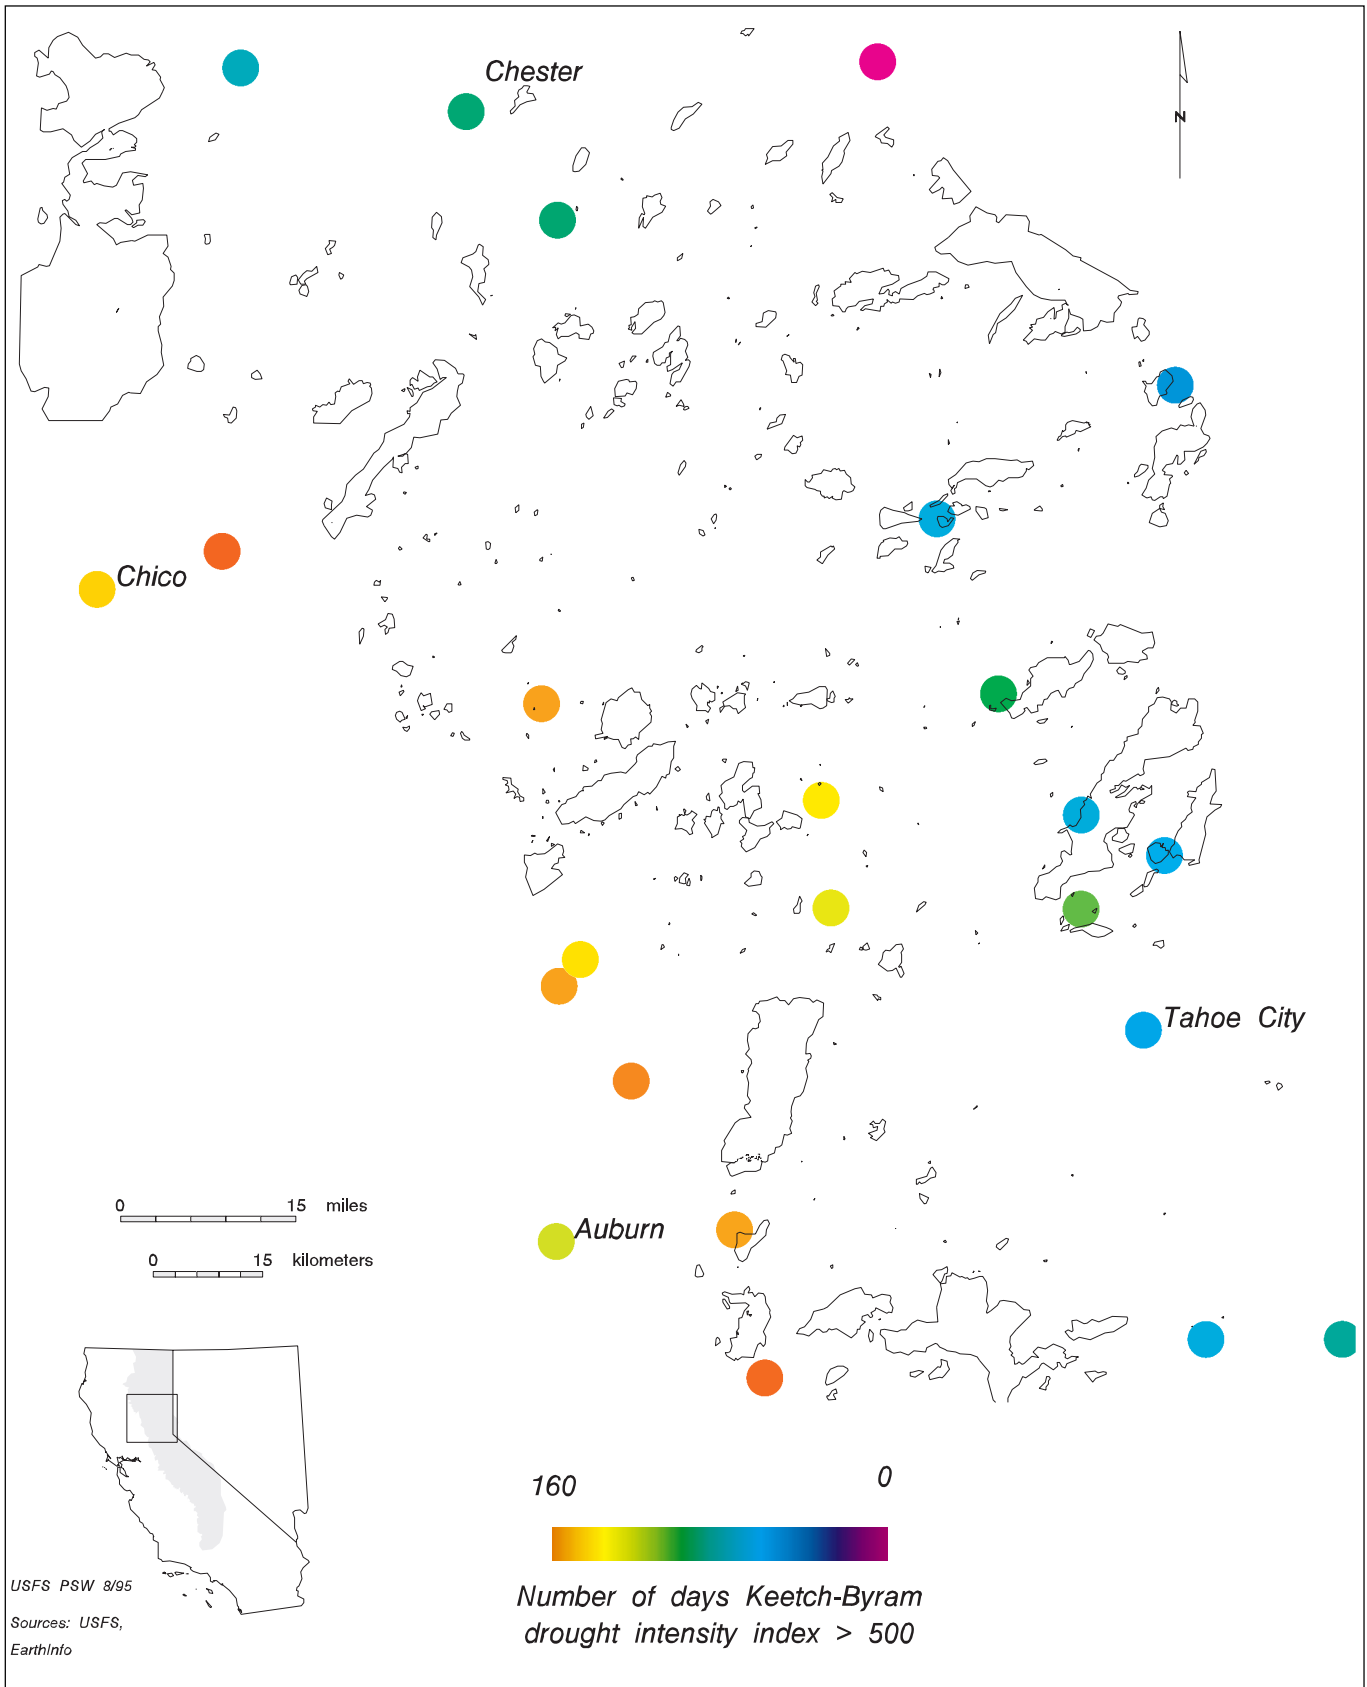 Chester
N
Chico
Tahoe City
0 15 miles
Auburn
0 15 kilometers
160 0
USFS PSW 8/95
Number of days Keetch-Byram
Sources: USFS,
drought intensity index > 500
EarthInfo